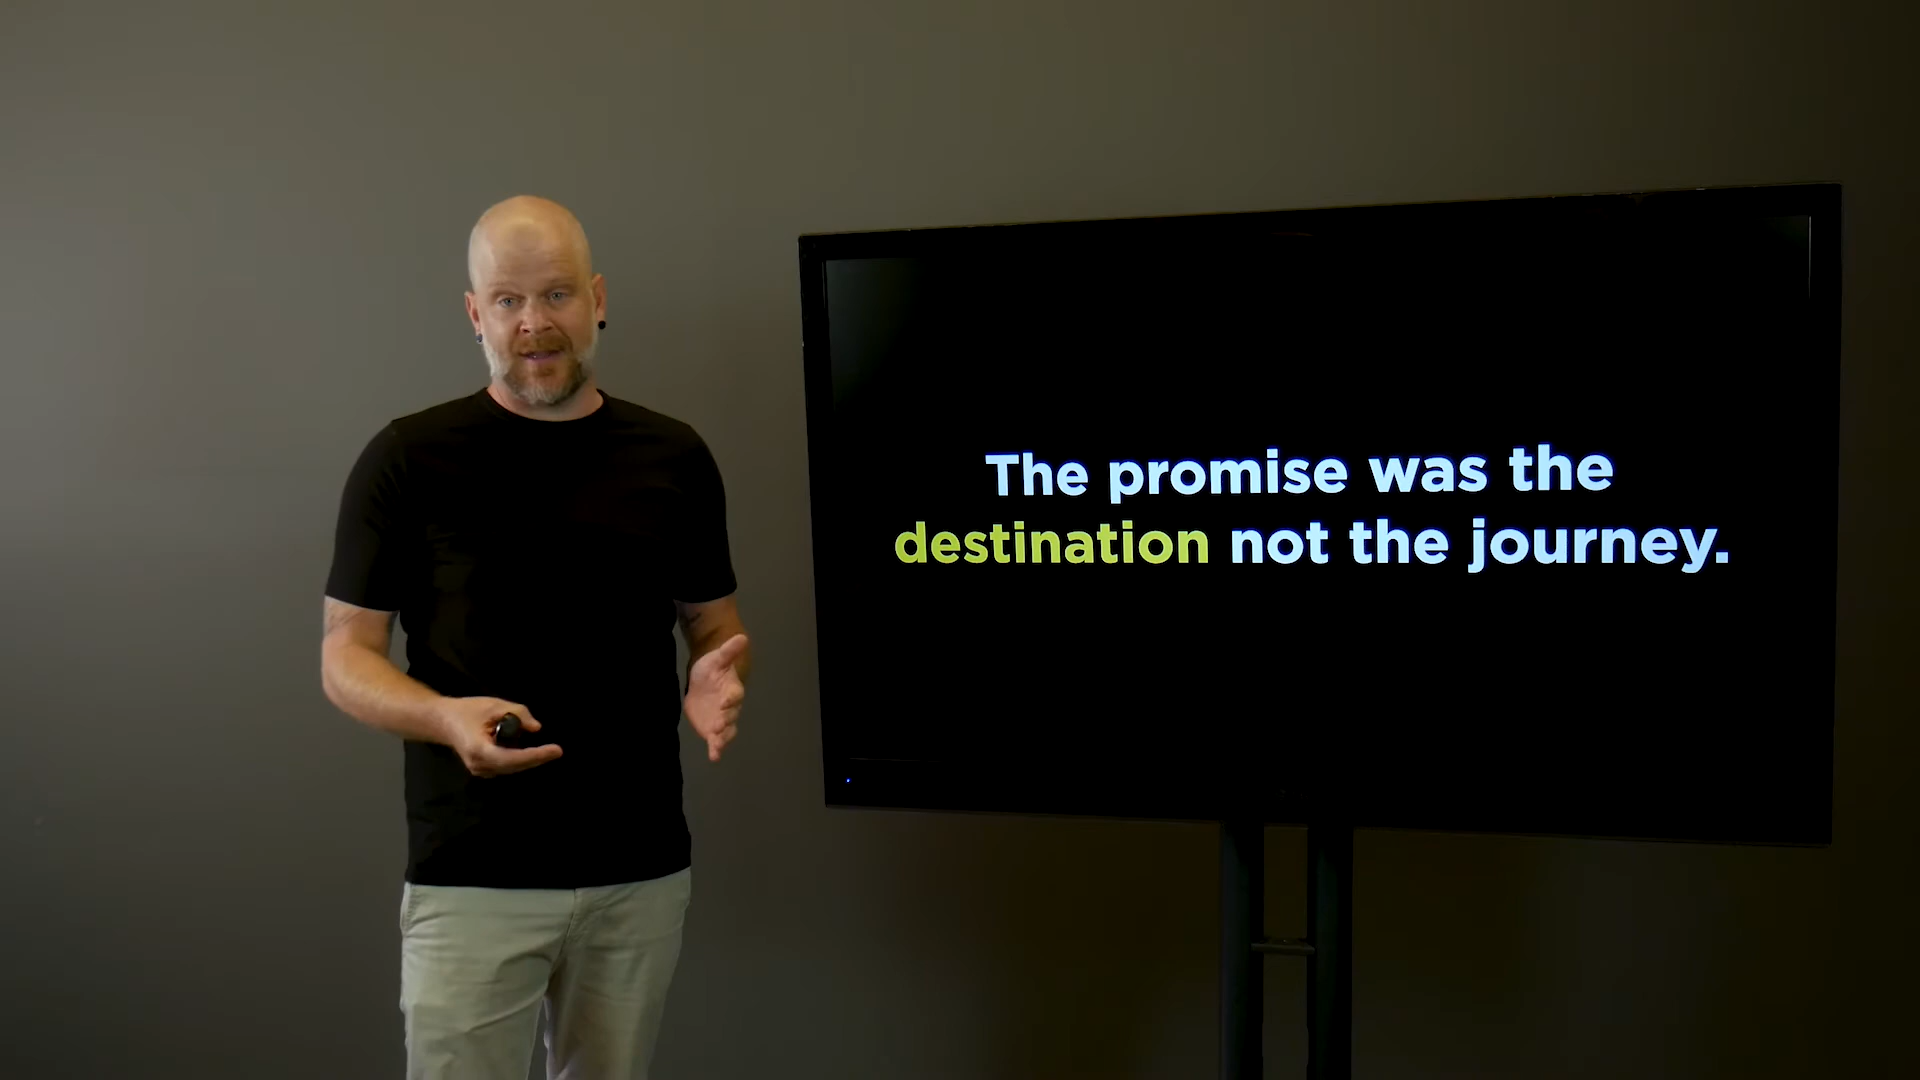 The promise was the
destination not the journey.